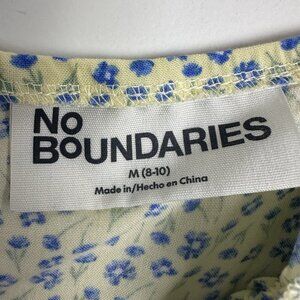 No
BoUNDARIES
M (8-10)
Made in/Hecho en China